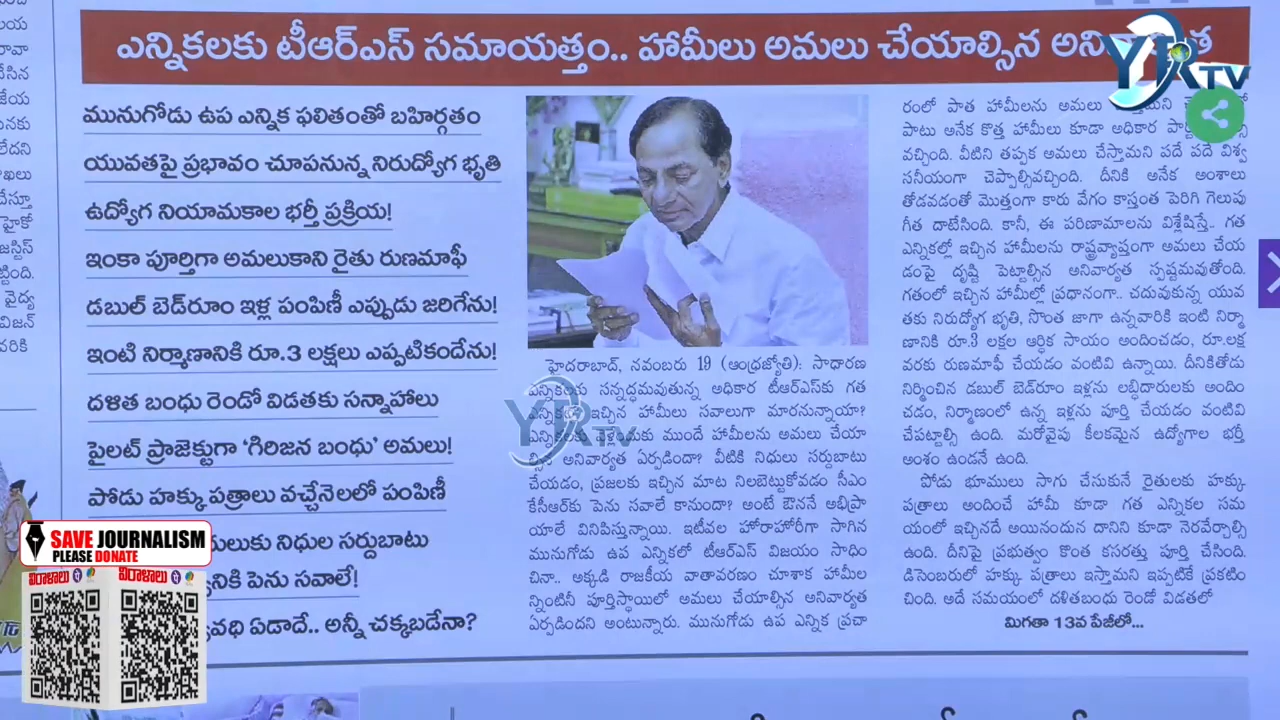 ఎన్నికలకు టీఆర్ఎస్ సమాయత్తం.. హామీలు అమలు చేయాల్సిన
YR TV
మునుగోడు ఉప ఎన్నిక ఫలితంతో బహిర్గతం
యువతపై ప్రభావం చూపనున్న నిరుద్యోగ భృతి
ఉద్యోగ నియామకాల భర్తీ ప్రక్రియ!
ఇంకా పూర్తిగా అమలుకాని రైతు రుణమాఫీ
డబుల్ బెడ్‌రూం ఇళ్ల పంపిణీ ఎప్పుడు జరిగేను!
ఇంటి నిర్మాణానికి రూ.3 లక్షలు ఎప్పటికందేను!
దళిత బంధు రెండో విడతకు సన్నాహాలు
పైలట్ ప్రాజెక్టుగా ‘గిరిజన బంధు’ అమలు!
పోడు హక్కు పత్రాలు వచ్చేనెలలో పంపిణీ
నిధుల సర్దుబాటు
పెను సవాలే!
ఏడాదే.. అన్నీ చక్కబడేనా?
హైదరాబాద్, నవంబరు 19 (ఆంధ్రజ్యోతి): సాధారణ
ఎన్నికలకు సన్నద్ధమవుతున్న అధికార టీఆర్ఎస్‌కు గత
ఇచ్చిన హామీలు సవాలుగా మారనున్నాయా?
వెళ్లేందుకు ముందే హామీలను అమలు చేయా
ల్సిన అనివార్యత ఏర్పడిందా? వీటికి నిధులు సర్దుబాటు
చేయడం, ప్రజలకు ఇచ్చిన మాట నిలబెట్టుకోవడం సీఎం
కేసీఆర్‌కు పెను సవాలే కానుందా? అంటే ఔననే అభిప్రా
యాలే వినిపిస్తున్నాయి. ఇటీవల హోరాహోరీగా సాగిన
మునుగోడు ఉప ఎన్నికలో టీఆర్ఎస్ విజయం సాధిం
చినా.. అక్కడి రాజకీయ వాతావరణం చూశాక హామీల
న్నింటినీ పూర్తిస్థాయిలో అమలు చేయాల్సిన అనివార్యత
ఏర్పడిందని అంటున్నారు. మునుగోడు ఉప ఎన్నిక ప్రచా
రంలో పాత హామీలను అమలు
పాటు అనేక కొత్త హామీలు కూడా అధికార
వచ్చింది. వీటిని తప్పక అమలు చేస్తామని పదే పదే విశ్వ
సనీయంగా చెప్పాల్సివచ్చింది. దీనికి అనేక అంశాలు
తోడవడంతో మొత్తంగా కారు వేగం కాస్తంత పెరిగి గెలుపు
గీత దాటేసింది. కానీ, ఈ పరిణామాలను విశ్లేషిస్తే.. గత
ఎన్నికల్లో ఇచ్చిన హామీలను రాష్ట్రవ్యాప్తంగా అమలు చేయ
డంపై దృష్టి పెట్టాల్సిన అనివార్యత స్పష్టమవుతోంది.
గతంలో ఇచ్చిన హామీల్లో ప్రధానంగా.. చదువుకున్న యువ
తకు నిరుద్యోగ భృతి, సొంత జాగా ఉన్నవారికి ఇంటి నిర్మా
ణానికి రూ.3 లక్షల ఆర్థిక సాయం అందించడం, రూ.లక్ష
వరకు రుణమాఫీ చేయడం వంటివి ఉన్నాయి. దీనికితోడు
నిర్మించిన డబుల్ బెడ్‌రూం ఇళ్లను లబ్ధిదారులకు అందిం
చడం, నిర్మాణంలో ఉన్న ఇళ్లను పూర్తి చేయడం వంటివి
చేపట్టాల్సి ఉంది. మరోవైపు కీలకమైన ఉద్యోగాల భర్తీ
అంశం ఉండనే ఉంది.
పోడు భూములు సాగు చేసుకునే రైతులకు హక్కు
పత్రాలు అందించే హామీ కూడా గత ఎన్నికల సమ
యంలో ఇచ్చినదే అయినందున దానిని కూడా నెరవేర్చాల్సి
ఉంది. దీనిపై ప్రభుత్వం కొంత కసరత్తు పూర్తి చేసింది.
డిసెంబరులో హక్కు పత్రాలు ఇస్తామని ఇప్పటికే ప్రకటిం
చింది. అదే సమయంలో దళితబంధు రెండో విడతలో
మిగతా 13వ పేజీలో...
SAVE JOURNALISM
PLEASE DONATE
విరాళాలు
విరాళాలు